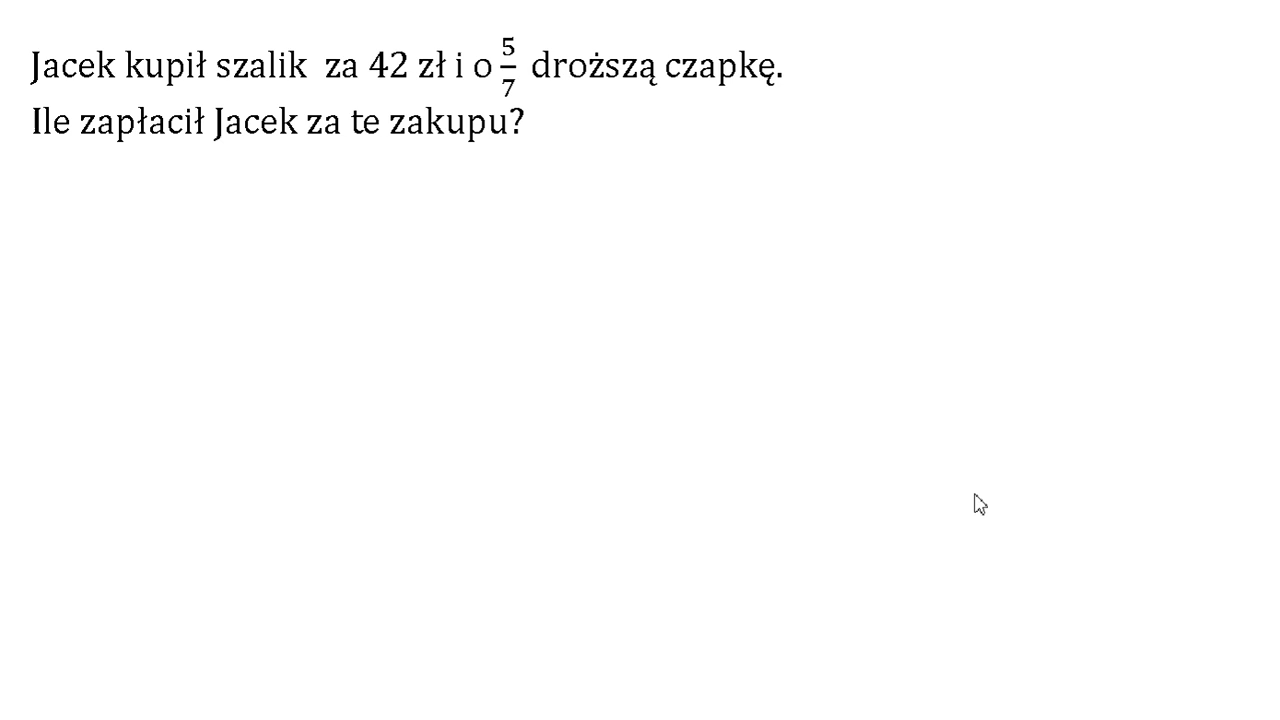 Jacek kupił szalik za 42 zł i o 5/7 droższą czapkę.
Ile zapłacił Jacek za te zakupu?